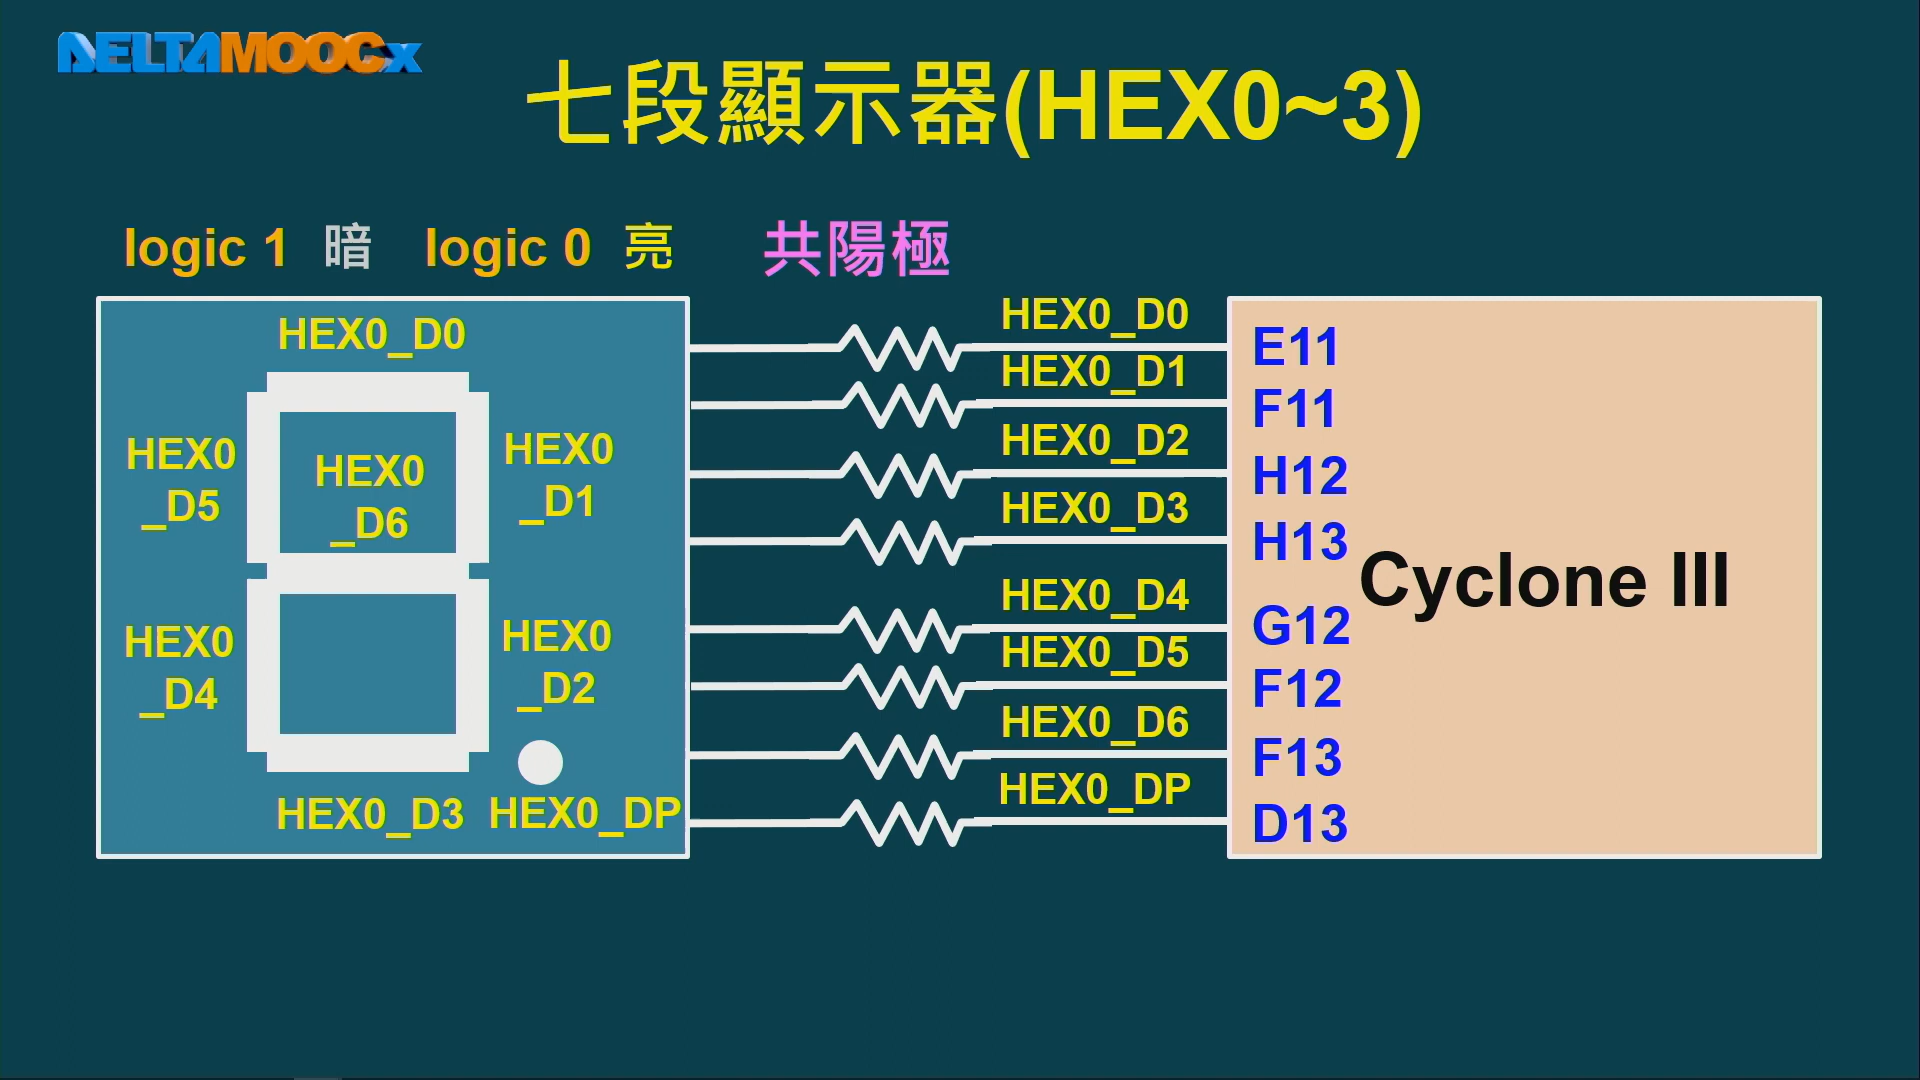 DELTAMOOCx
七段顯示器(HEX0~3)
logic 1 暗 logic 0 亮 共陽極
HEX0_D0
HEX0
_D5
HEX0
_D6
HEX0
_D1
HEX0
_D4
HEX0
_D2
HEX0_D3
HEX0_DP
HEX0_D0
HEX0_D1
HEX0_D2
HEX0_D3
HEX0_D4
HEX0_D5
HEX0_D6
HEX0_DP
E11
F11
H12
H13
G12
F12
F13
D13
Cyclone III